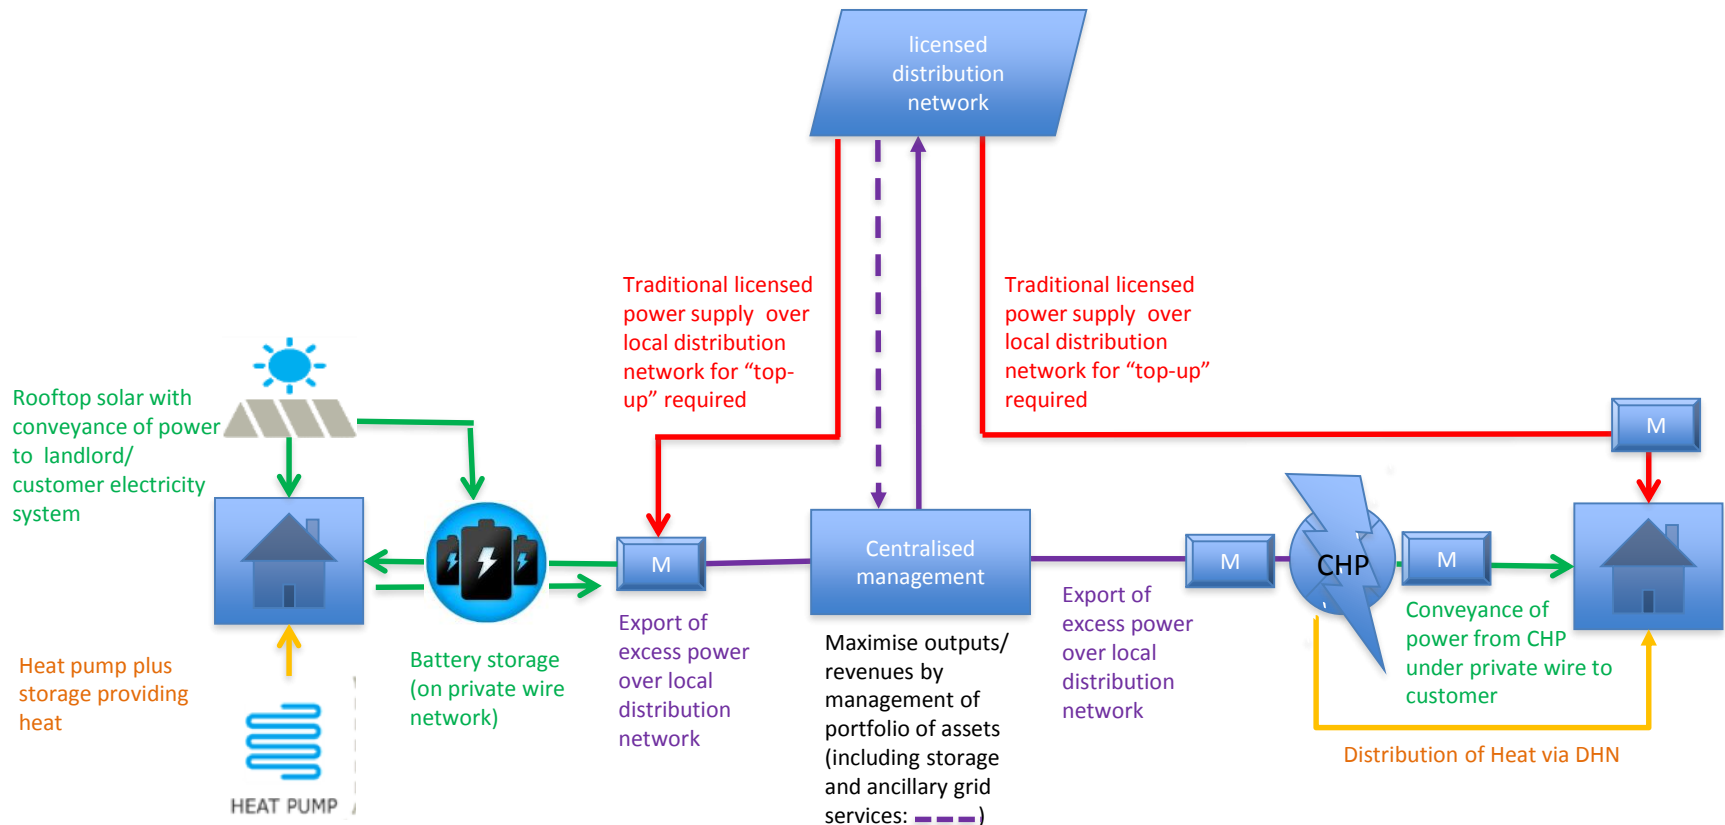 licensed
distribution
network
Traditional licensed
power supply over
local distribution
network for “top-
up” required
Traditional licensed
power supply over
local distribution
network for “top-up”
required
Rooftop solar with
conveyance of power
to landlord/
customer electricity
system
M
M
Centralised
management
M
CHP
M
Heat pump plus
storage providing
heat
Battery storage
(on private wire
network)
Export of
excess power
over local
distribution
network
Maximise outputs/
revenues by
management of
portfolio of assets
(including storage
and ancillary grid
services: )
Export of
excess power
over local
distribution
network
Conveyance of
power from CHP
under private wire to
customer
Distribution of Heat via DHN
HEAT PUMP